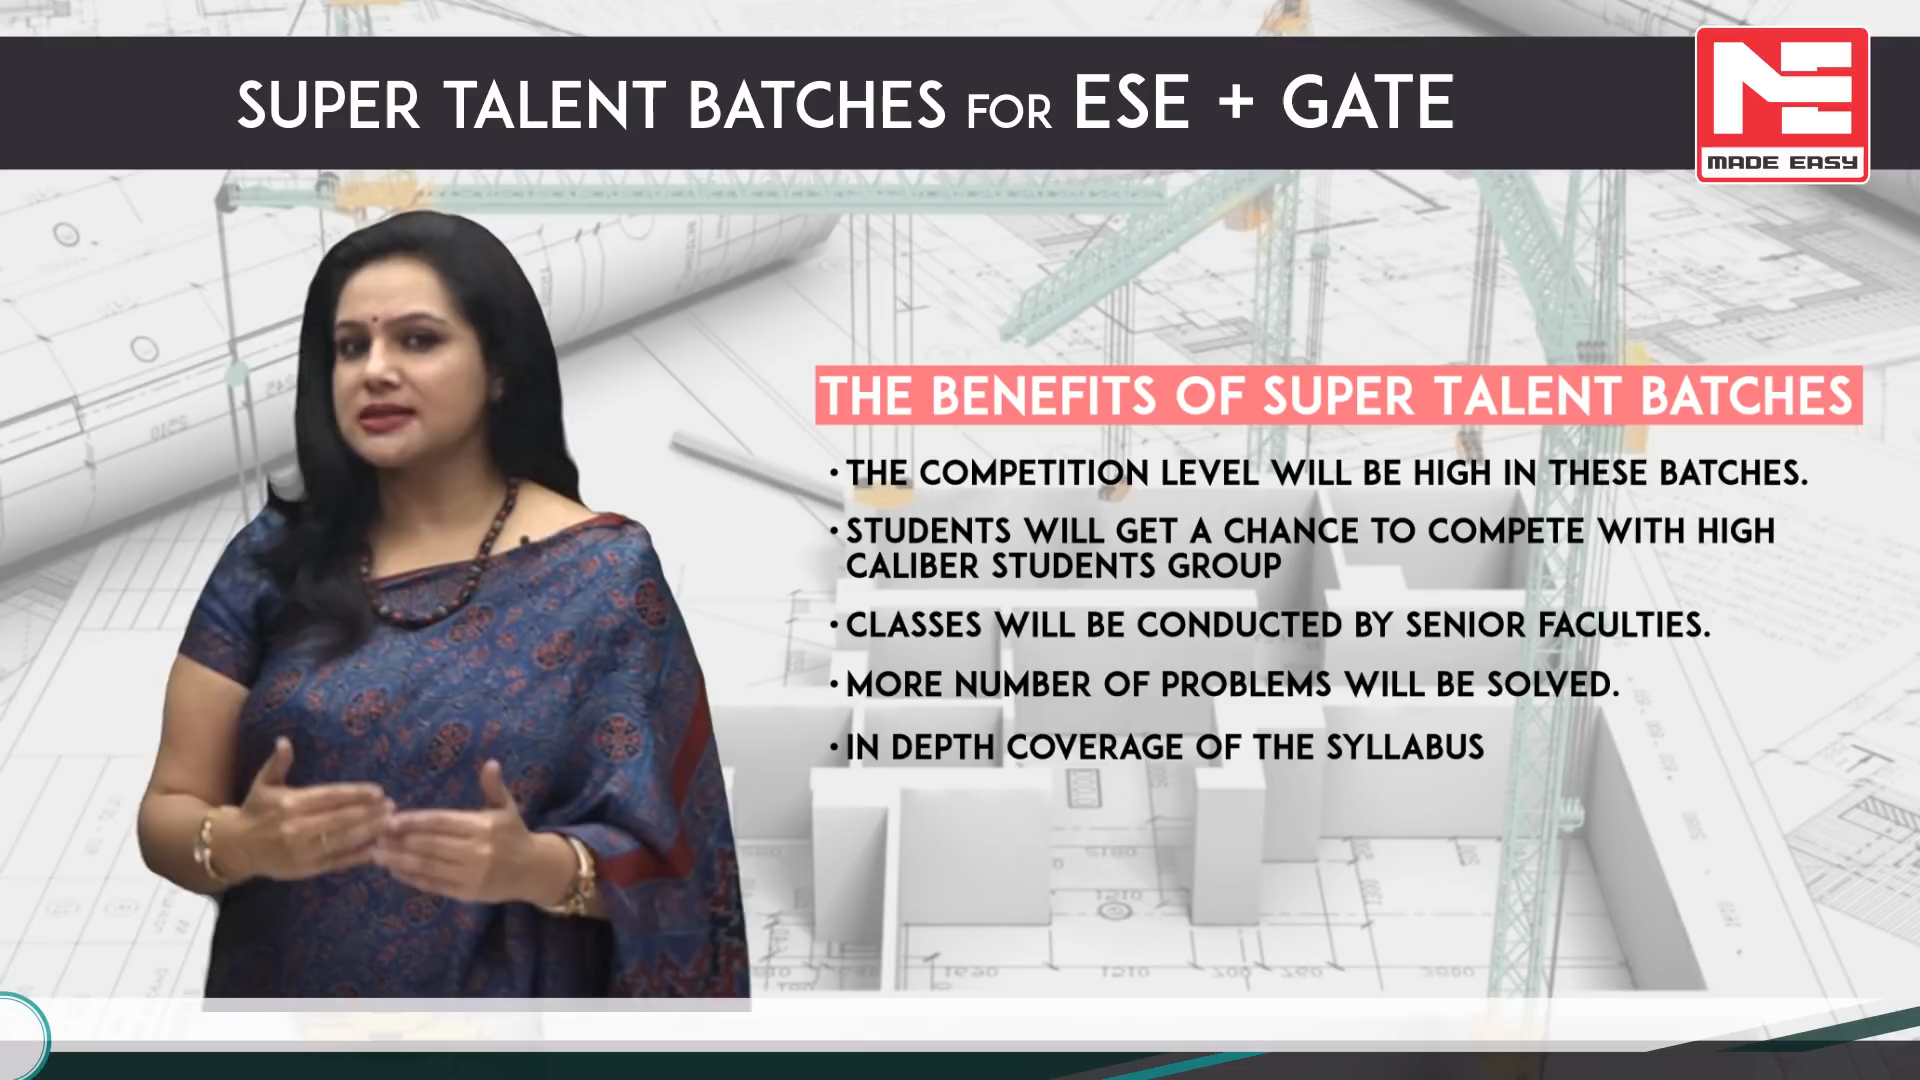 SUPER TALENT BATCHES FOR ESE + GATE
ME
MADE EASY
THE BENEFITS OF SUPER TALENT BATCHES
• THE COMPETITION LEVEL WILL BE HIGH IN THESE BATCHES.
• STUDENTS WILL GET A CHANCE TO COMPETE WITH HIGH
CALIBER STUDENTS GROUP
• CLASSES WILL BE CONDUCTED BY SENIOR FACULTIES.
• MORE NUMBER OF PROBLEMS WILL BE SOLVED.
• IN DEPTH COVERAGE OF THE SYLLABUS